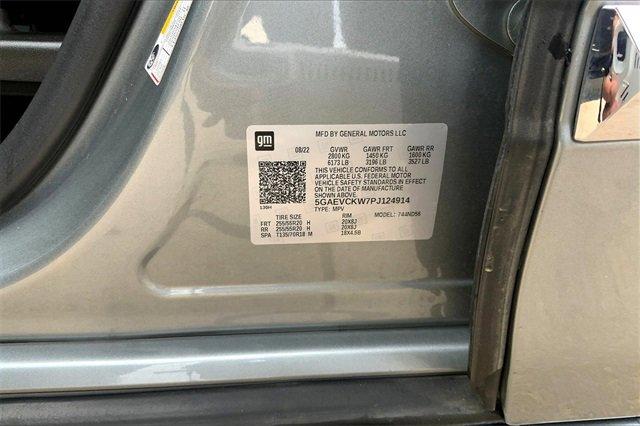 gm
MFD BY GENERAL MOTORS LLC
08/22 GVWR GAWR FRT GAWR RR
2800 KG 1450 KG 1600 KG
6173 LB 3196 LB 3527 LB
THIS VEHICLE CONFORMS TO ALL
APPLICABLE U.S. FEDERAL MOTOR
VEHICLE SAFETY STANDARDS IN EFFECT
ON THE DATE OF MANUFACTURE
SHOWN ABOVE.
5GAEVCKW7PJ124914
TYPE: MPV MODEL: 744ND56
TIRE SIZE RIM
FRT 255/55R20 H 20X8J
RR 255/55R20 H 20X8J
SPA T135/70R18 M 18X4.5B